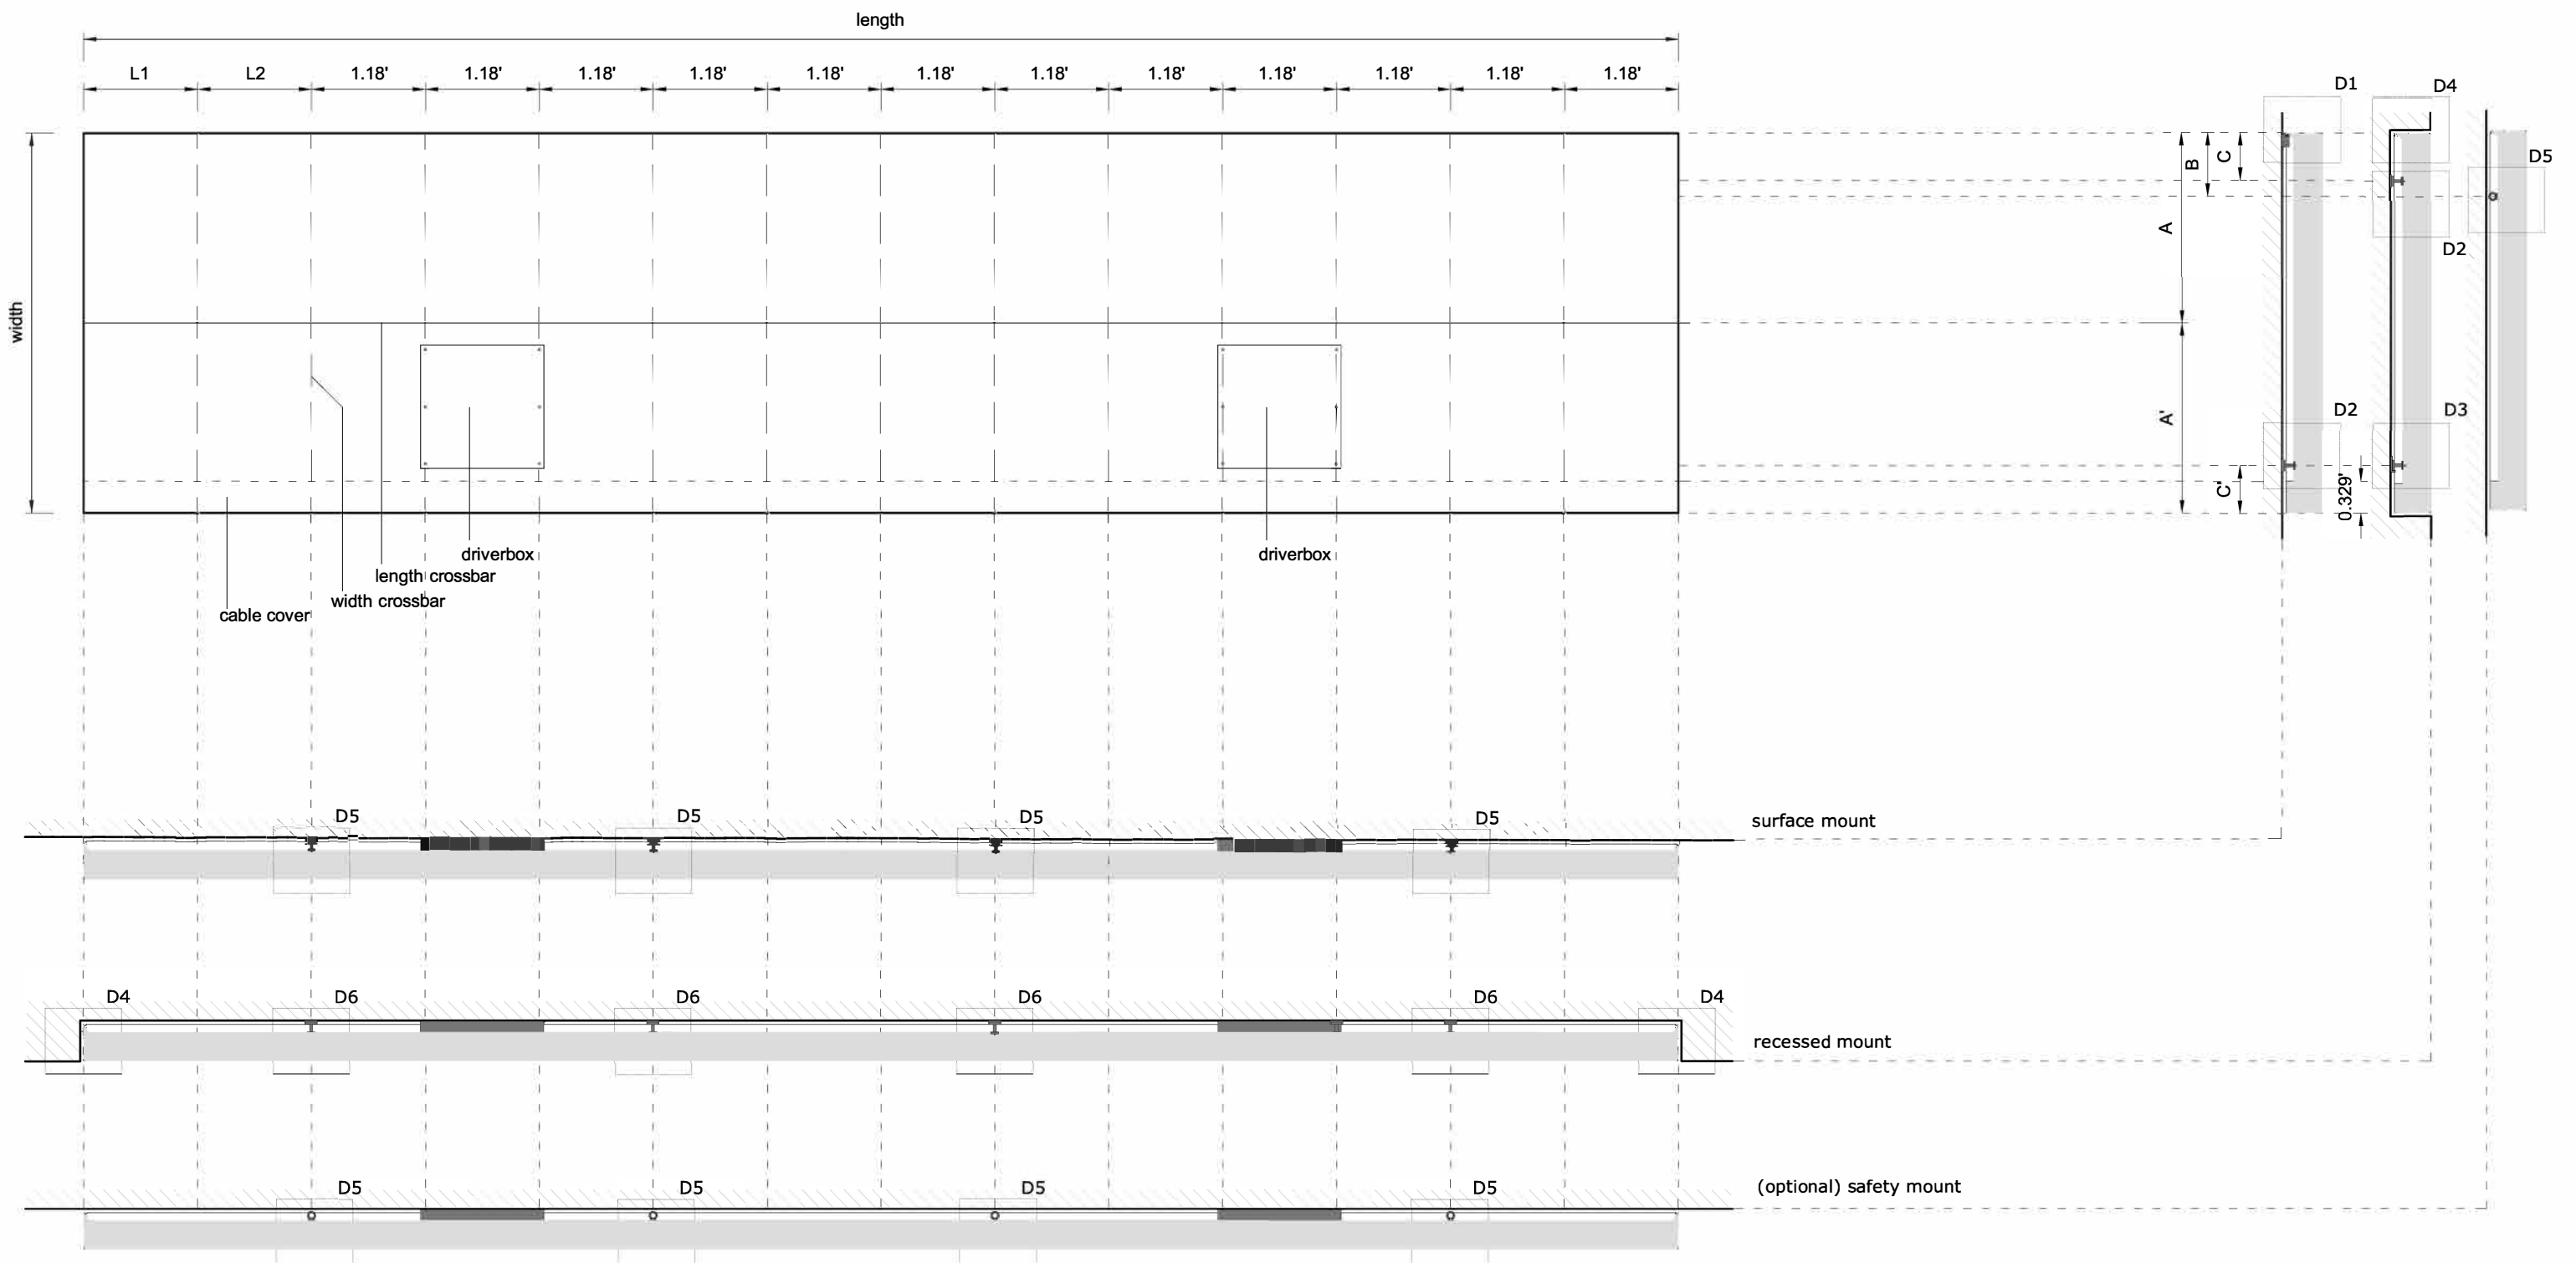 length
L1 L2 1.18' 1.18' 1.18' 1.18' 1.18' 1.18' 1.18' 1.18' 1.18' 1.18' 1.18' 1.18'
D1 D4
C
B
D5
A
D2
width
D2 D3
A'
C'
0.329'
driverbox driverbox
length crossbar
width crossbar
cable cover
D5 D5 D5 D5
surface mount
D4 D6 D6 D6 D6 D4
recessed mount
D5 D5 D5 D5
(optional) safety mount